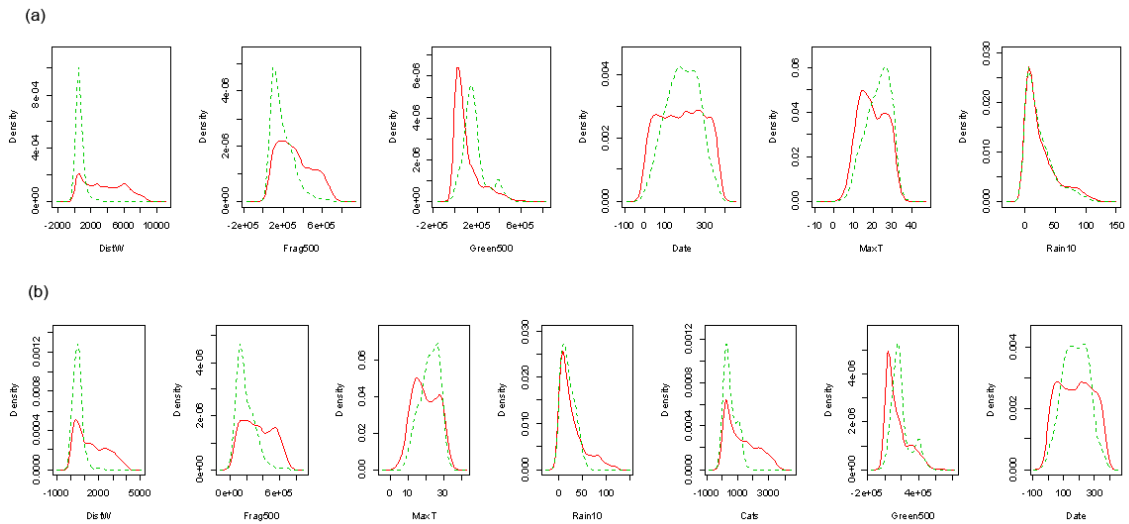 (a)
8e-04
4e-04
0e+00
Density
-2000 2000 6000 10000
DistW
4e-06
2e-06
0e+00
Density
-2e+05 2e+05 6e+05
Frag500
6e-06
5e-06
4e-06
3e-06
2e-06
1e-06
0e+00
Density
-2e+05 2e+05 6e+05
Green500
0.004
0.002
0.000
Density
-100 0 100 300
Date
0.06
0.04
0.02
0.00
Density
-10 0 10 20 30 40
MaxT
0.030
0.020
0.010
0.000
Density
0 50 100 150
Rain10
(b)
0.0012
0.0008
0.0004
0.0000
Density
-1000 2000 5000
DistW
4e-06
2e-06
0e+00
Density
0e+00 6e+05
Frag500
0.06
0.04
0.02
0.00
Density
0 10 30
MaxT
0.030
0.020
0.010
0.000
Density
0 50 100
Rain10
0.0012
0.0008
0.0004
0.0000
Density
-1000 1000 3000
Cats
4e-06
2e-06
0e+00
Density
-2e+05 4e+05
Green500
0.004
0.002
0.000
Density
-100 100 300
Date